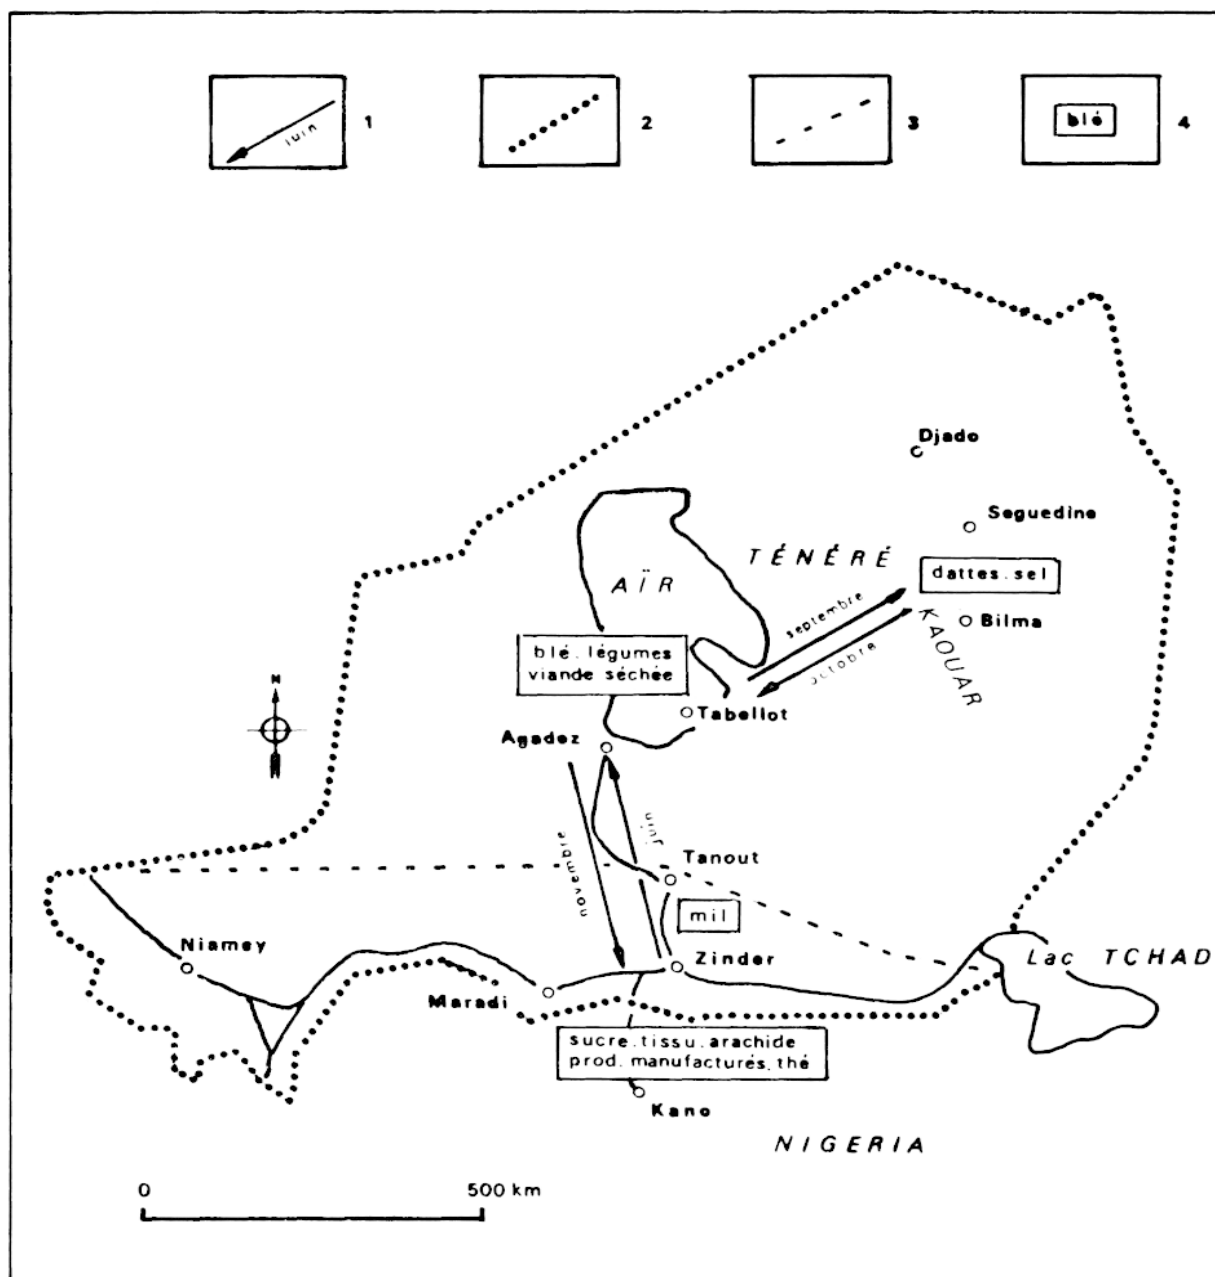 juin
1
2
3
blé
4
Djado
Seguedine
TÉNÉRÉ
dattes.sel
AÏR
septembre
Bilma
KAOUAR
octobre
blé.légumes
viande séchée
N
Tabellot
Agadez
juin
novembre
Tanout
mil
Niamey
Zinder
Lac TCHAD
Maradi
sucre.tissu.arachide
prod. manufacturés.thé
Kano
NIGERIA
0
500 km